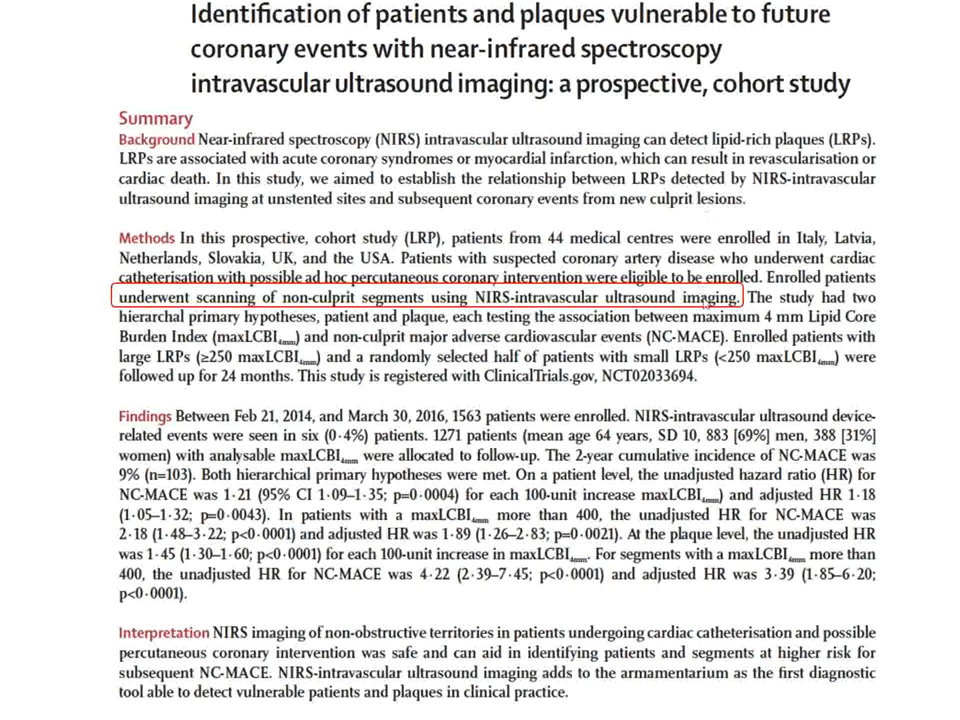 Identification of patients and plaques vulnerable to future
coronary events with near-infrared spectroscopy
intravascular ultrasound imaging: a prospective, cohort study
Summary
Background Near-infrared spectroscopy (NIRS) intravascular ultrasound imaging can detect lipid-rich plaques (LRPs).
LRPs are associated with acute coronary syndromes or myocardial infarction, which can result in revascularisation or
cardiac death. In this study, we aimed to establish the relationship between LRPs detected by NIRS-intravascular
ultrasound imaging at unstented sites and subsequent coronary events from new culprit lesions.
Methods In this prospective, cohort study (LRP), patients from 44 medical centres were enrolled in Italy, Latvia,
Netherlands, Slovakia, UK, and the USA. Patients with suspected coronary artery disease who underwent cardiac
catheterisation with possible ad hoc percutaneous coronary intervention were eligible to be enrolled. Enrolled patients
underwent scanning of non-culprit segments using NIRS-intravascular ultrasound imaging. The study had two
hierarchal primary hypotheses, patient and plaque, each testing the association between maximum 4 mm Lipid Core
Burden Index (maxLCBI4mm) and non-culprit major adverse cardiovascular events (NC-MACE). Enrolled patients with
large LRPs (≥250 maxLCBI4mm) and a randomly selected half of patients with small LRPs (<250 maxLCBI4mm) were
followed up for 24 months. This study is registered with ClinicalTrials.gov, NCT02033694.
Findings Between Feb 21, 2014, and March 30, 2016, 1563 patients were enrolled. NIRS-intravascular ultrasound device-
related events were seen in six (0·4%) patients. 1271 patients (mean age 64 years, SD 10, 883 [69%] men, 388 [31%]
women) with analysable maxLCBI4mm were allocated to follow-up. The 2-year cumulative incidence of NC-MACE was
9% (n=103). Both hierarchical primary hypotheses were met. On a patient level, the unadjusted hazard ratio (HR) for
NC-MACE was 1·21 (95% CI 1·09–1·35; p=0·0004) for each 100-unit increase maxLCBI4mm) and adjusted HR 1·18
(1·05–1·32; p=0·0043). In patients with a maxLCBI4mm more than 400, the unadjusted HR for NC-MACE was
2·18 (1·48–3·22; p<0·0001) and adjusted HR was 1·89 (1·26–2·83; p=0·0021). At the plaque level, the unadjusted HR
was 1·45 (1·30–1·60; p<0·0001) for each 100-unit increase in maxLCBI4mm. For segments with a maxLCBI4mm more than
400, the unadjusted HR for NC-MACE was 4·22 (2·39–7·45; p<0·0001) and adjusted HR was 3·39 (1·85–6·20;
p<0·0001).
Interpretation NIRS imaging of non-obstructive territories in patients undergoing cardiac catheterisation and possible
percutaneous coronary intervention was safe and can aid in identifying patients and segments at higher risk for
subsequent NC-MACE. NIRS-intravascular ultrasound imaging adds to the armamentarium as the first diagnostic
tool able to detect vulnerable patients and plaques in clinical practice.